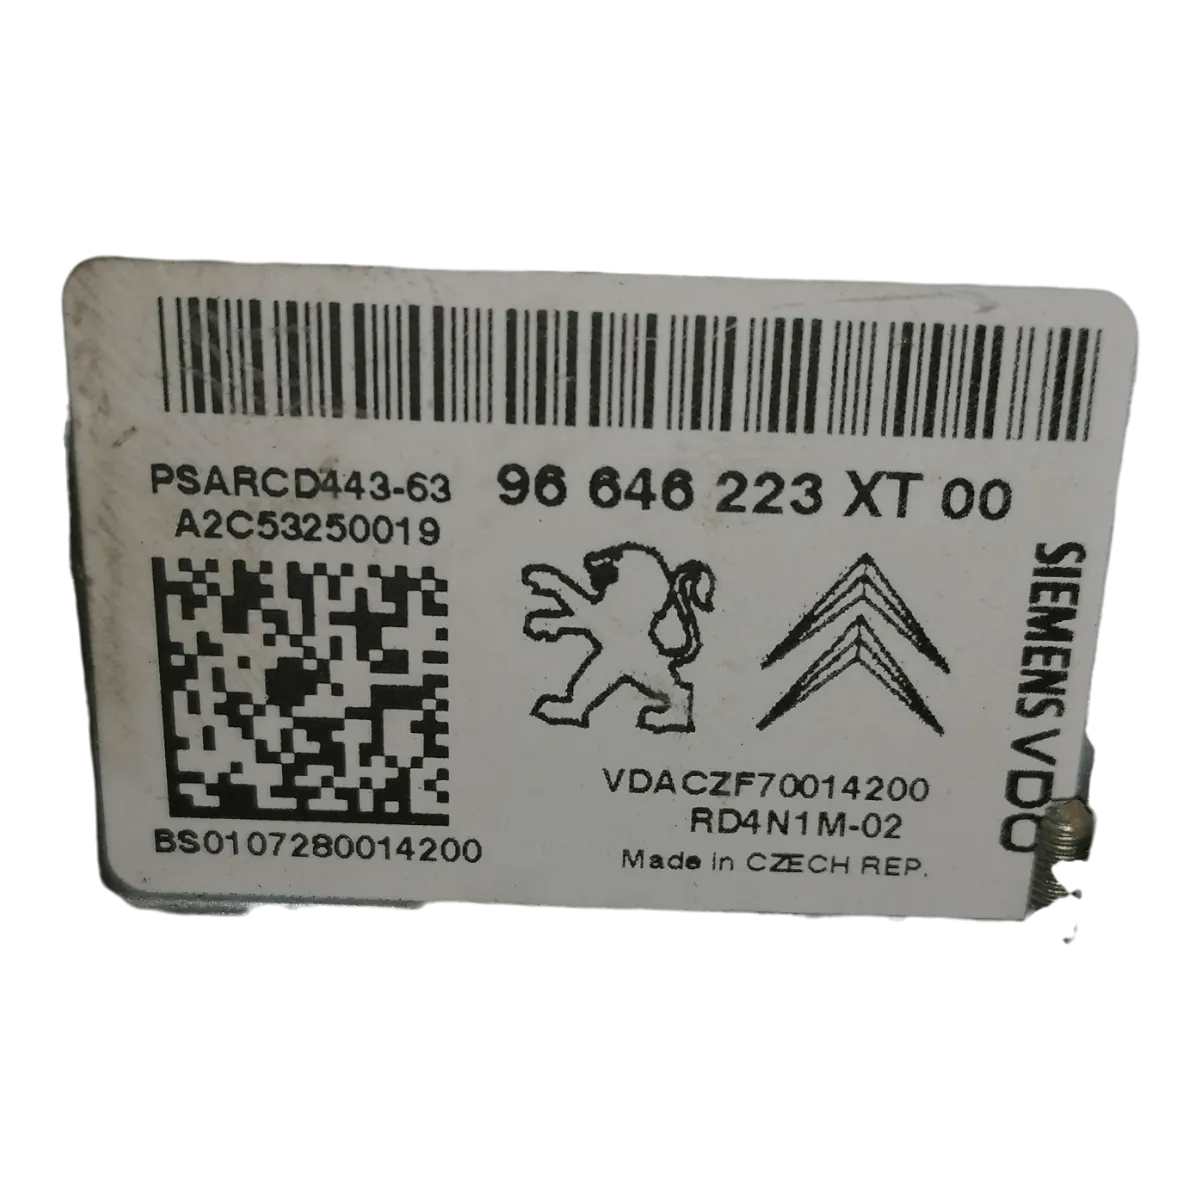 PSARCD443-63
96 646 223 XT 00
A2C53250019
SIEMENS VDO
VDACZF70014200
RD4N1M-02
BS0107280014200
Made in CZECH REP.